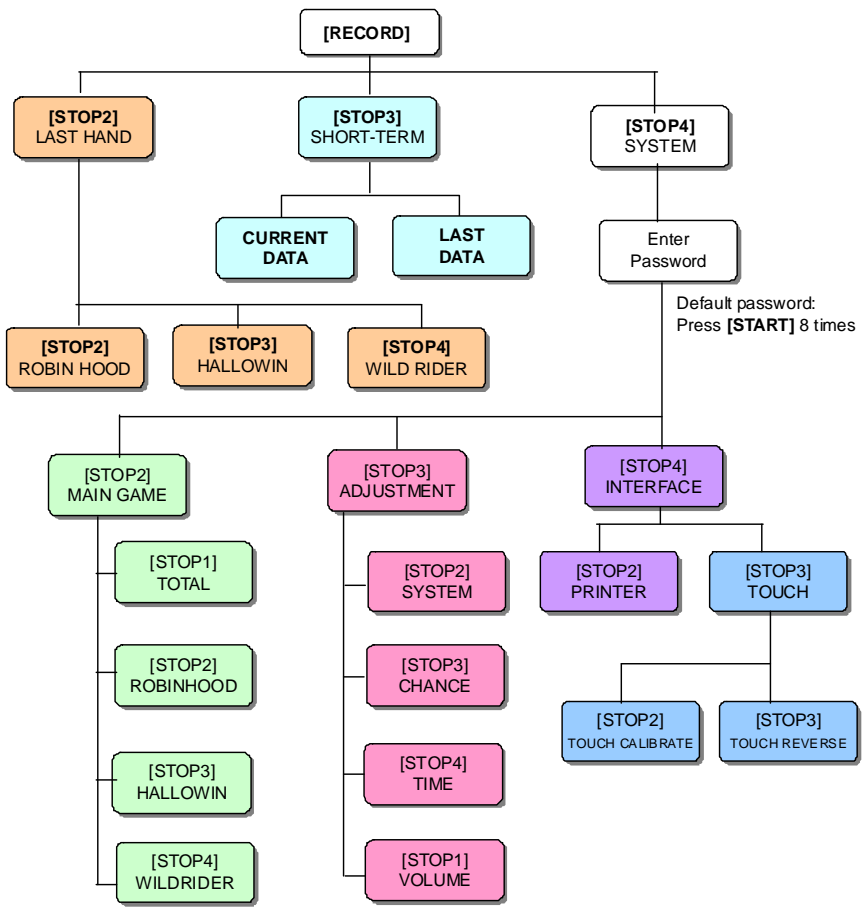 [RECORD]
[STOP2]
LAST HAND
[STOP3]
SHORT-TERM
[STOP4]
SYSTEM
CURRENT
DATA
LAST
DATA
Enter
Password
Default password:
Press [START] 8 times
[STOP2]
ROBIN HOOD
[STOP3]
HALLOWIN
[STOP4]
WILD RIDER
[STOP2]
MAIN GAME
[STOP3]
ADJUSTMENT
[STOP4]
INTERFACE
[STOP1]
TOTAL
[STOP2]
SYSTEM
[STOP2]
PRINTER
[STOP3]
TOUCH
[STOP2]
ROBINHOOD
[STOP3]
CHANCE
[STOP2]
TOUCH CALIBRATE
[STOP3]
TOUCH REVERSE
[STOP3]
HALLOWIN
[STOP4]
TIME
[STOP4]
WILDRIDER
[STOP1]
VOLUME